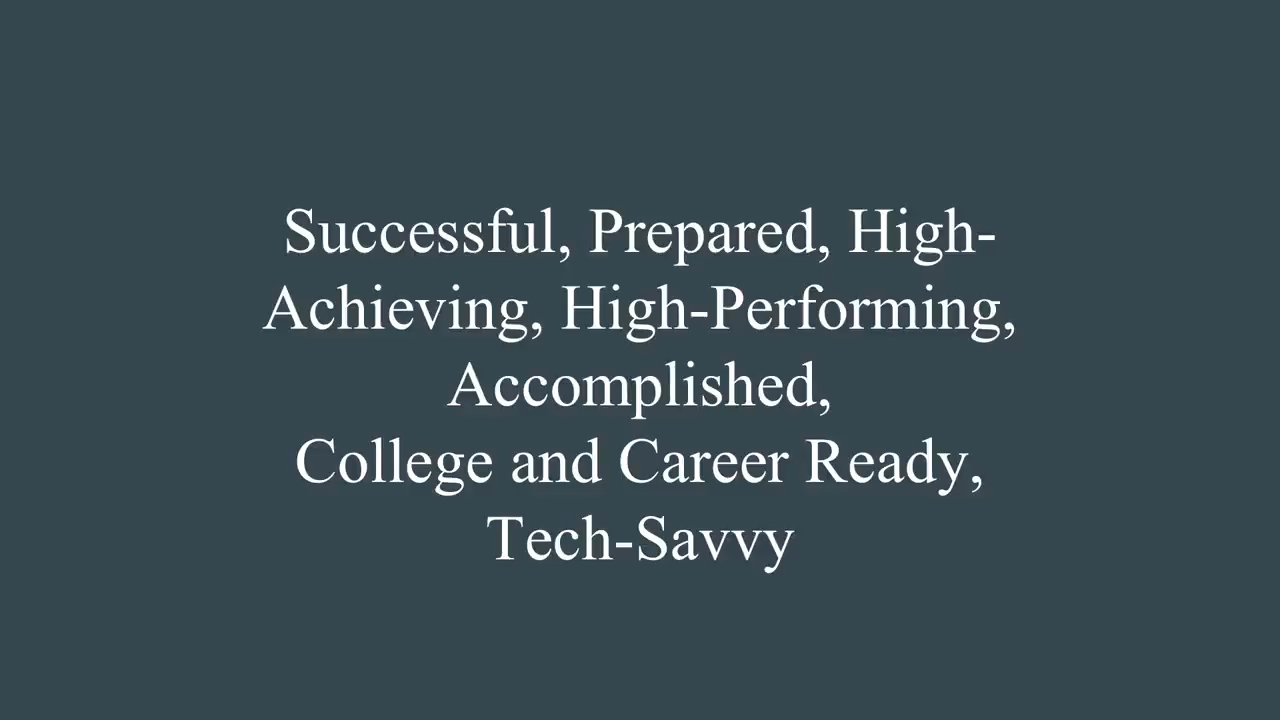 Successful, Prepared, High-
Achieving, High-Performing,
Accomplished,
College and Career Ready,
Tech-Savvy